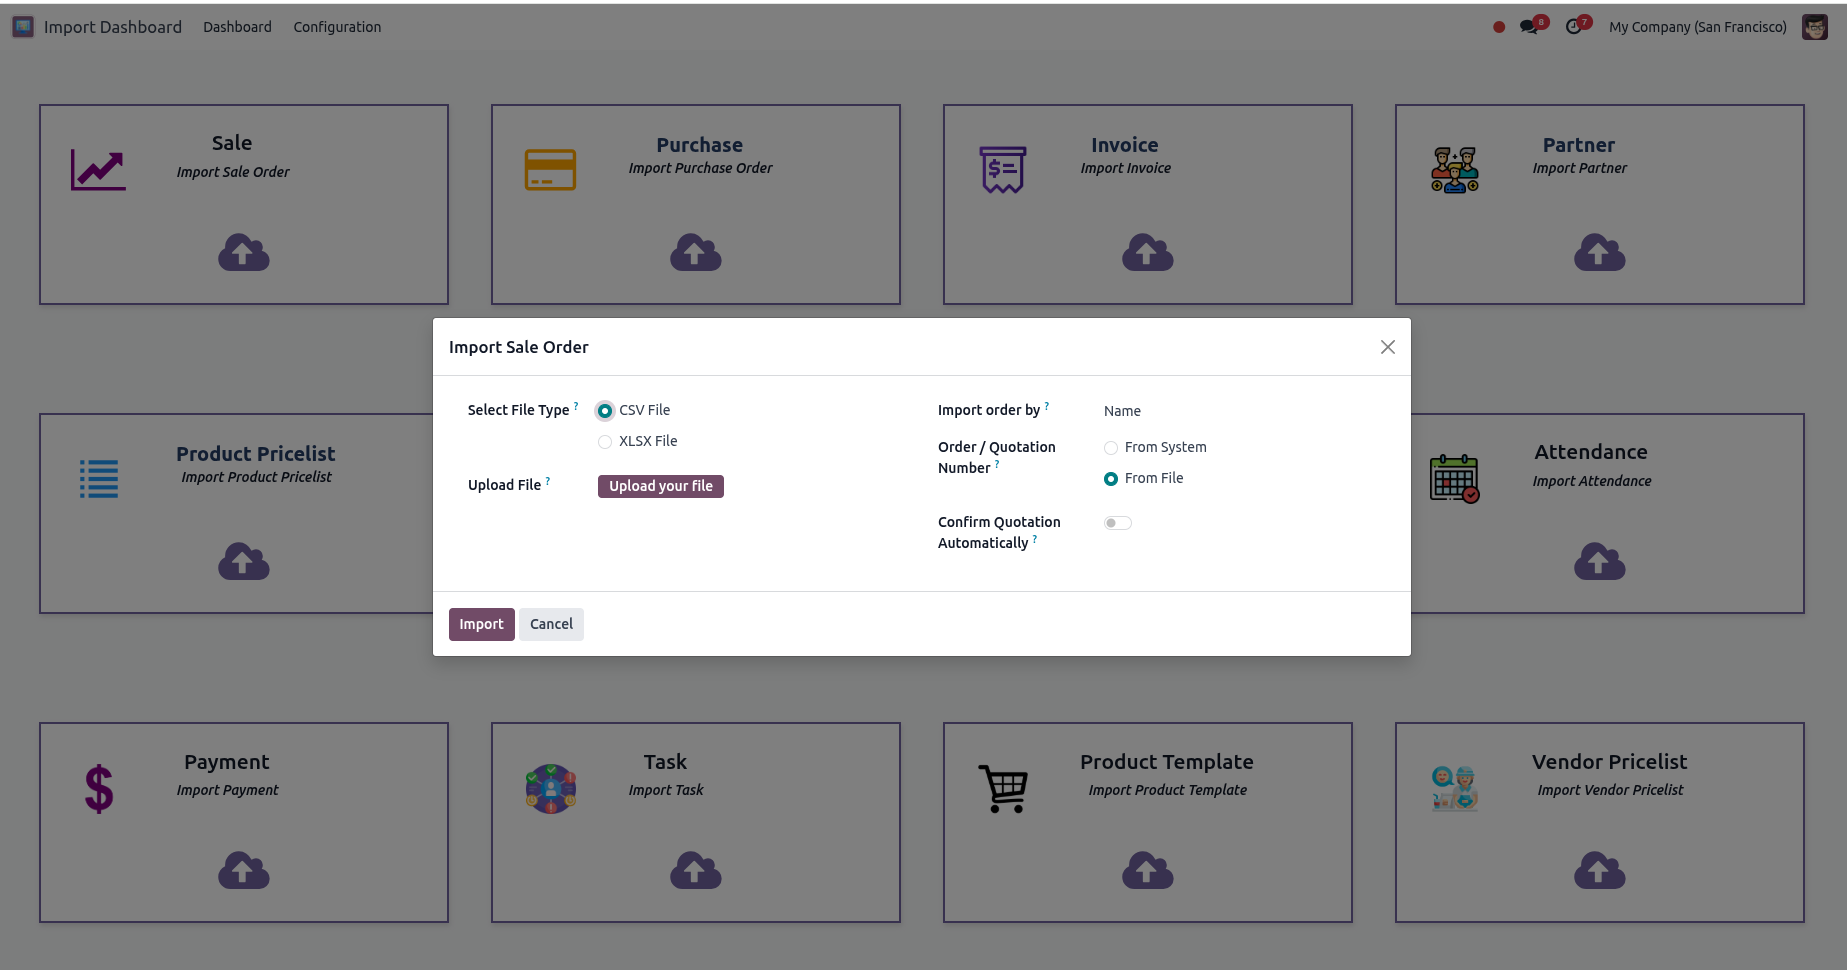 Import Dashboard Dashboard Configuration 8 7 My Company (San Francisco)
Sale
Import Sale Order
Purchase
Import Purchase Order
Invoice
Import Invoice
Partner
Import Partner
Import Sale Order
Select File Type ?
CSV File
XLSX File
Upload File ?
Upload your file
Import order by ?
Name
Order / Quotation
Number ?
From System
From File
Confirm Quotation
Automatically ?
Import Cancel
Product Pricelist
Import Product Pricelist
Attendance
Import Attendance
Payment
Import Payment
Task
Import Task
Product Template
Import Product Template
Vendor Pricelist
Import Vendor Pricelist